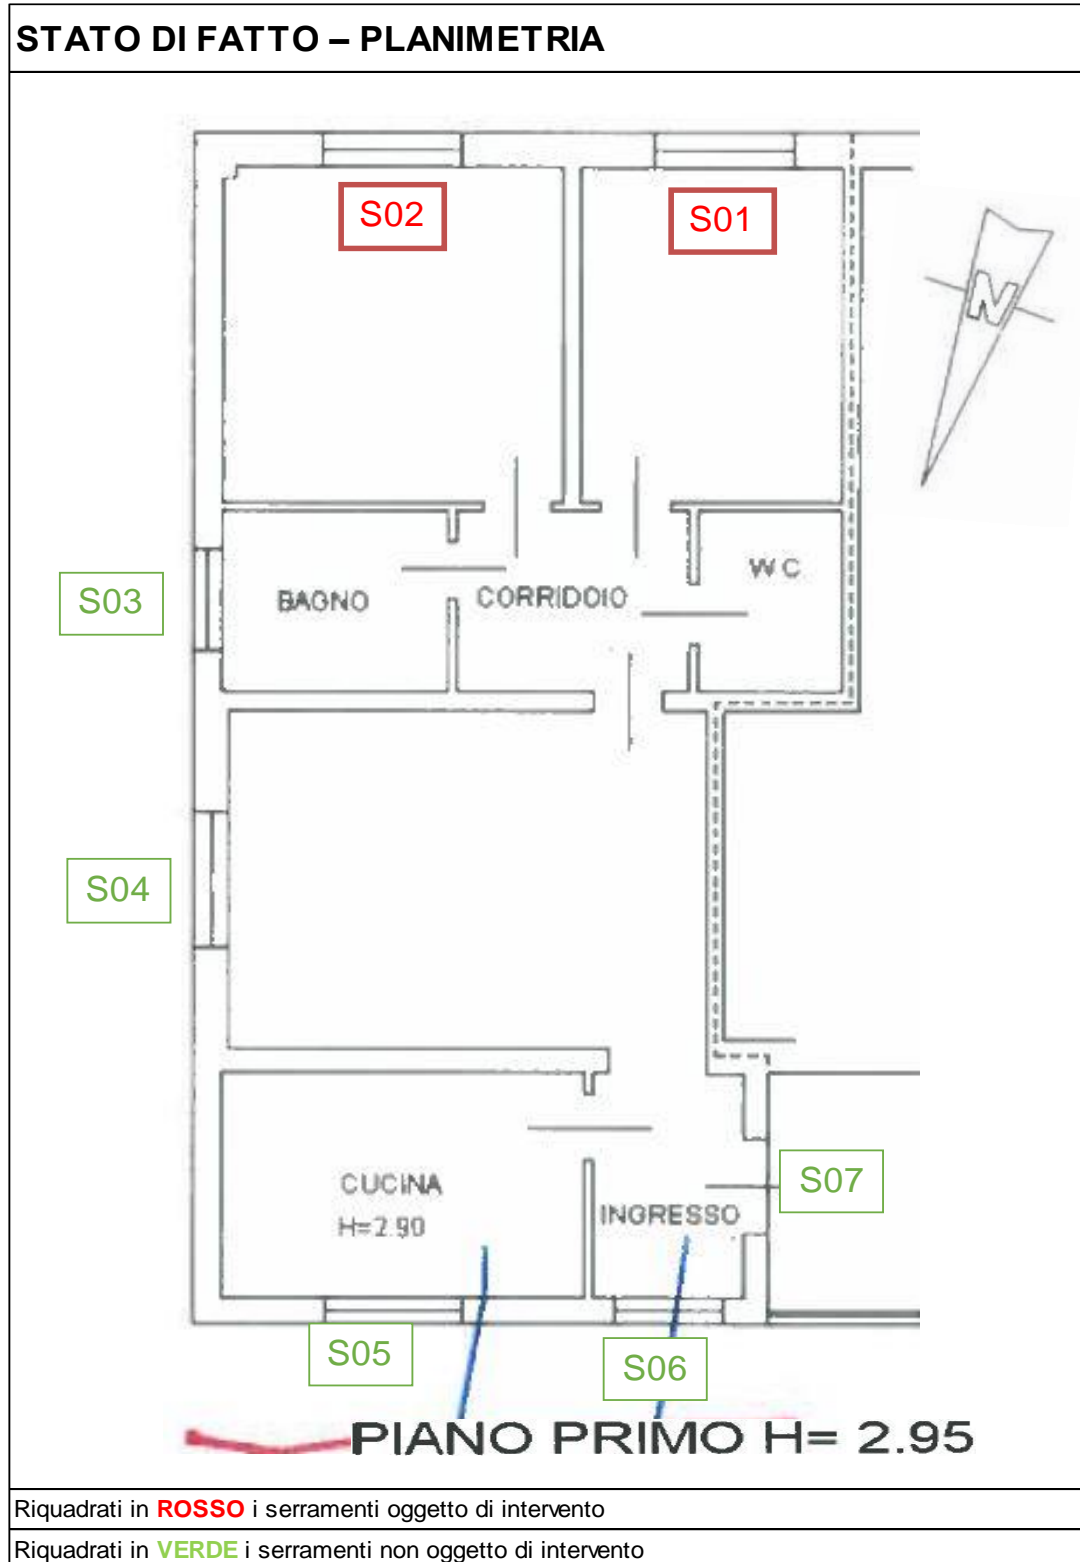 STATO DI FATTO – PLANIMETRIA
S02
S01
N
S03
BAGNO
CORRIDOIO
WC
S04
CUCINA
H=2.90
INGRESSO
S07
S05
S06
PIANO PRIMO H= 2.95
Riquadrati in ROSSO i serramenti oggetto di intervento
Riquadrati in VERDE i serramenti non oggetto di intervento